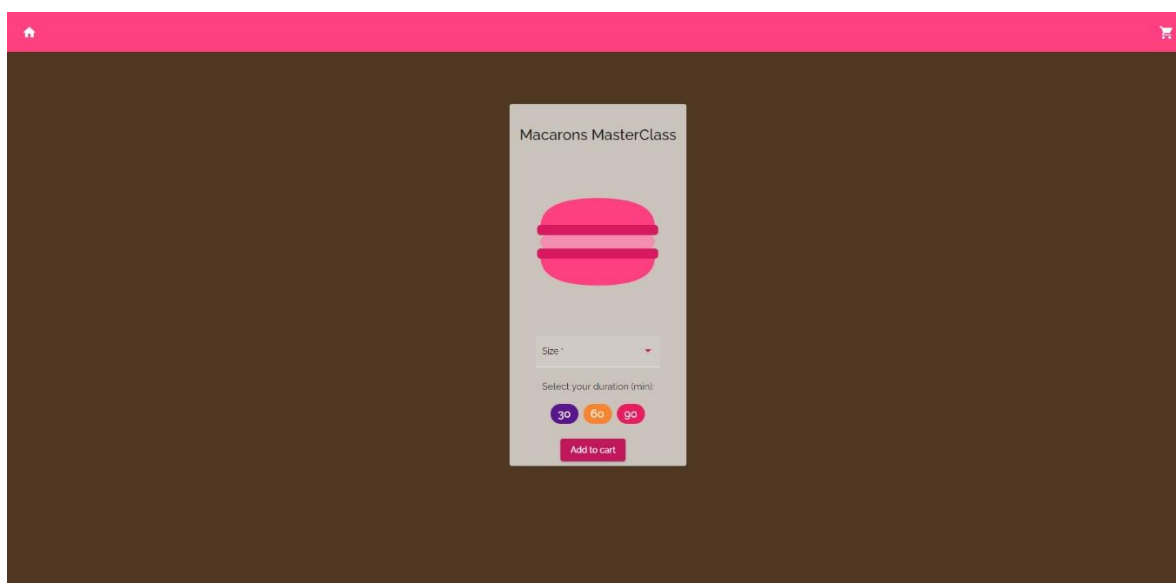 Macarons MasterClass
Size *
Select your duration (min):
30 60 90
Add to cart